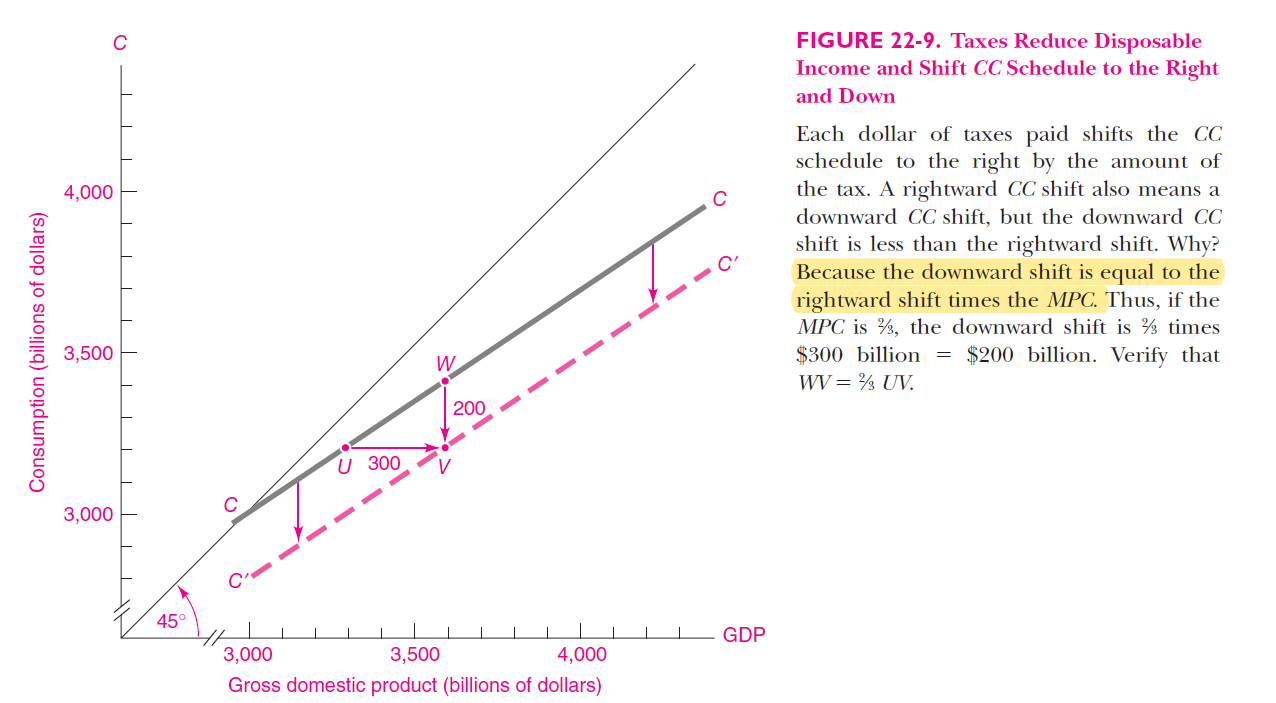 C
4,000
3,500
3,000
Consumption (billions of dollars)
C
C′
W
200
U
300
V
C
C′
45°
GDP
3,000
3,500
4,000
Gross domestic product (billions of dollars)
FIGURE 22-9. Taxes Reduce Disposable
Income and Shift CC Schedule to the Right
and Down
Each dollar of taxes paid shifts the CC
schedule to the right by the amount of
the tax. A rightward CC shift also means a
downward CC shift, but the downward CC
shift is less than the rightward shift. Why?
Because the downward shift is equal to the
rightward shift times the MPC. Thus, if the
MPC is ⅔, the downward shift is ⅔ times
$300 billion = $200 billion. Verify that
WV = ⅔ UV.